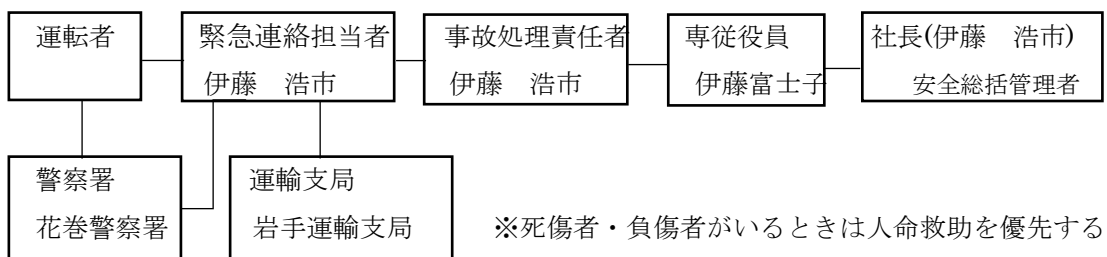 運転者
緊急連絡担当者
伊藤　浩市
事故処理責任者
伊藤　浩市
専従役員
伊藤富士子
社長(伊藤　浩市)
安全総括管理者
警察署
花巻警察署
運輸支局
岩手運輸支局
※死傷者・負傷者がいるときは人命救助を優先する